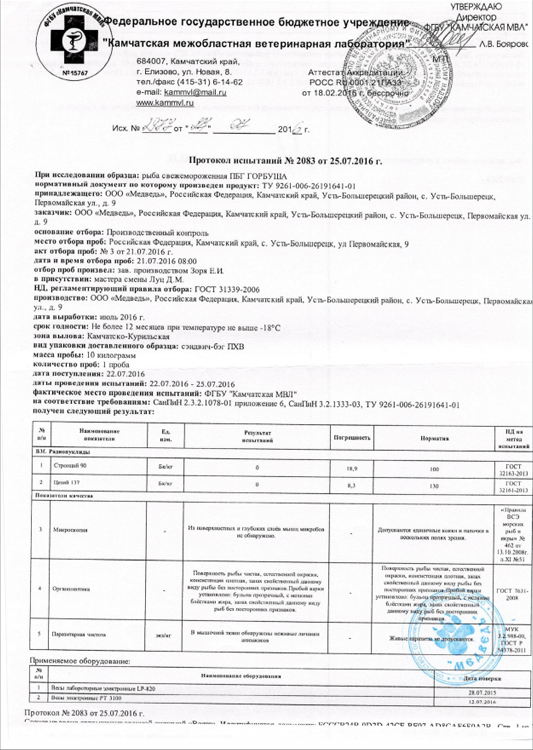 УТВЕРЖДАЮ
Директор
ФГБУ "КАМЧАТСКАЯ МВЛ"
Л.В. Бояровс
МП
ФГБУ «КАМЧАТСКАЯ МВЛ»
№15767
Федеральное государственное бюджетное учреждение
"Камчатская межобластная ветеринарная лаборатория"
684007, Камчатский край,
г. Елизово, ул. Новая, 8.
тел./факс (415-31) 6-14-62
e-mail: kammvl@mail.ru
www.kammvl.ru
Аттестат Аккредитации
РОСС RU.0001.21ПА33
от 18.02.2016 г. бессрочно
Исх. № от " " 2016 г.
Протокол испытаний № 2083 от 25.07.2016 г.
При исследовании образца: рыба свежемороженная ПБГ ГОРБУША
нормативный документ по которому произведен продукт: ТУ 9261-006-26191641-01
принадлежащего: ООО «Медведь», Российская Федерация, Камчатский край, Усть-Большерецкий район, с. Усть-Большерецк,
Первомайская ул., д. 9
заказчик: ООО «Медведь», Российская Федерация, Камчатский край, Усть-Большерецкий район, с. Усть-Большерецк, Первомайская ул.
д. 9
основание отбора: Производственный контроль
место отбора проб: Российская Федерация, Камчатский край, с. Усть-Большерецк, ул Первомайская, 9
акт отбора проб: № 3 от 21.07.2016 г.
дата и время отбора проб: 21.07.2016 08:00
отбор проб произвел: зав. производством Зоря Е.И.
в присутствии: мастера смены Луц Д.М.
НД, регламентирующий правила отбора: ГОСТ 31339-2006
производство: ООО «Медведь», Российская Федерация, Камчатский край, Усть-Большерецкий район, с. Усть-Большерецк, Первомайская
ул., д. 9
дата выработки: июль 2016 г.
срок годности: Не более 12 месяцев при температуре не выше -18°С
зона вылова: Камчатско-Курильская
вид упаковки доставленного образца: сэндвич-бэг ПХВ
масса пробы: 10 килограмм
количество проб: 1 проба
дата поступления: 22.07.2016
даты проведения испытаний: 22.07.2016 - 25.07.2016
фактическое место проведения испытаний: ФГБУ "Камчатская МВЛ"
на соответствие требованиям: СанПиН 2.3.2.1078-01 приложение 6, СанПиН 3.2.1333-03, ТУ 9261-006-26191641-01
получен следующий результат:
№ п/п Наименование показателя Ед. изм. Результат испытаний Погрешность Норматив НД на метод испытаний
ВМ. Радионуклиды
1 Стронций 90 Бк/кг 0 18,9 100 ГОСТ 32163-2013
2 Цезий 137 Бк/кг 0 8,3 130 ГОСТ 32161-2013
Показатели качества
3 Микроскопия - Из поверхностных и глубоких слоёв мышц микробов не обнаружено. - Допускаются единичные кокки и палочки в нескольких полях зрения. «Правила ВСЭ морских рыб и икры» № 462 от 13.10.2008г. п.XI №51
4 Органолептика - Поверхность рыбы чистая, естественной окраски, консистенция плотная, запах свойственный данному виду рыбы без посторонних признаков.Пробой варки установлено: бульон прозрачный, с мелкими блёстками жира, запах свойственный данному виду рыб без посторонних признаков. - Поверхность рыбы чистая, естественной окраски, консистенция плотная, запах свойственный данному виду рыбы без посторонних признаков.Пробой варки установлено: бульон прозрачный, с мелкими блёстками жира, запах свойственный данному виду рыб без посторонних признаков. ГОСТ 7631-2008
5 Паразитарная чистота экз/кг В мышечной ткани обнаружены неживые личинки анизакисов - Живые паразиты не допускаются. МУК 3.2.988-00, ГОСТ Р 54378-2011
"МЕДВЕДЬ"
Применяемое оборудование:
№ п/п Наименование оборудования Дата поверки
1 Весы лабораторные электронные LP-820 28.07.2015
2 Весы электронные РТ 3100 12.07.2016
Протокол № 2083 от 25.07.2016 г.